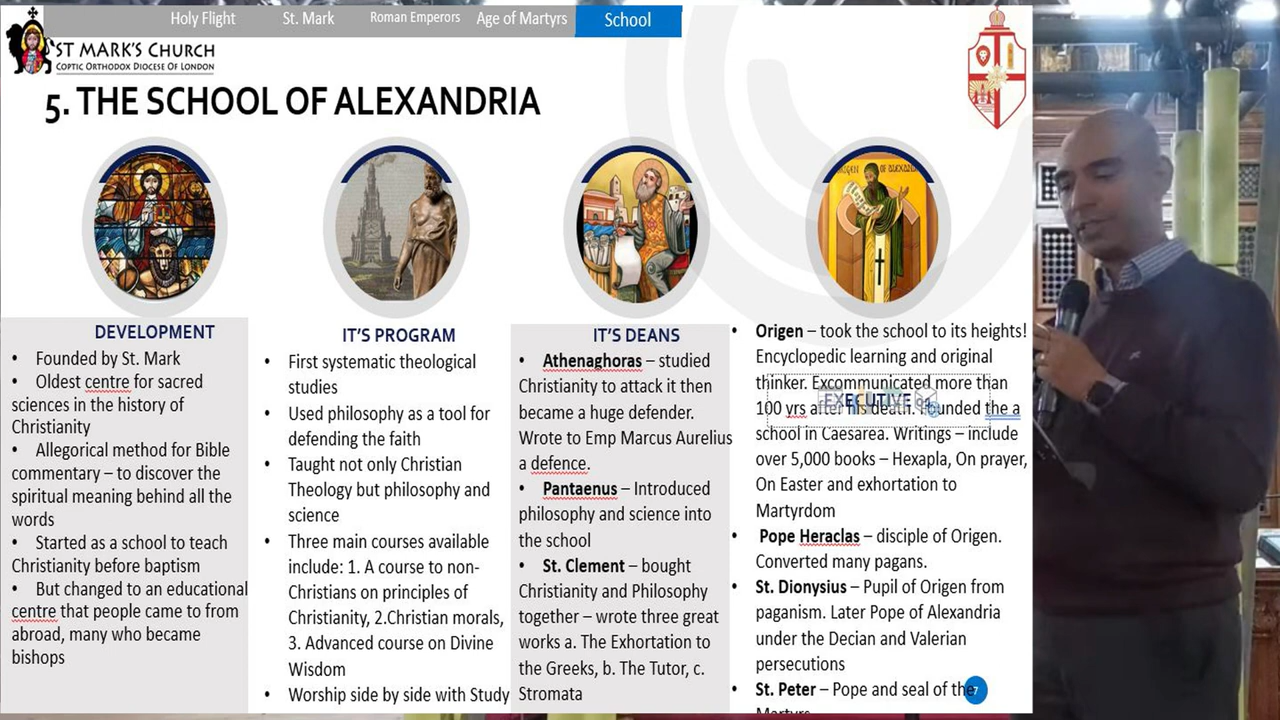 Holy Flight St. Mark Roman Emperors Age of Martyrs School
ST MARK'S CHURCH
COPTIC ORTHODOX DIOCESE OF LONDON
5. THE SCHOOL OF ALEXANDRIA
DEVELOPMENT
• Founded by St. Mark
• Oldest centre for sacred
sciences in the history of
Christianity
• Allegorical method for Bible
commentary – to discover the
spiritual meaning behind all the
words
• Started as a school to teach
Christianity before baptism
• But changed to an educational
centre that people came to from
abroad, many who became
bishops
IT'S PROGRAM
• First systematic theological
studies
• Used philosophy as a tool for
defending the faith
• Taught not only Christian
Theology but philosophy and
science
• Three main courses available
include: 1. A course to non-
Christians on principles of
Christianity, 2.Christian morals,
3. Advanced course on Divine
Wisdom
• Worship side by side with Study
IT'S DEANS
• Athenaghoras – studied
Christianity to attack it then
became a huge defender.
Wrote to Emp Marcus Aurelius
a defence.
• Pantaenus – Introduced
philosophy and science into
the school
• St. Clement – bought
Christianity and Philosophy
together – wrote three great
works a. The Exhortation to
the Greeks, b. The Tutor, c.
Stromata
• Origen – took the school to its heights!
Encyclopedic learning and original
thinker. Excommunicated more than
EXECUTIVE
100 yrs after his death. Founded the a
school in Caesarea. Writings – include
over 5,000 books – Hexapla, On prayer,
On Easter and exhortation to
Martyrdom
• Pope Heraclas – disciple of Origen.
Converted many pagans.
• St. Dionysius – Pupil of Origen from
paganism. Later Pope of Alexandria
under the Decian and Valerian
persecutions
• St. Peter – Pope and seal of the
Martyrs
7